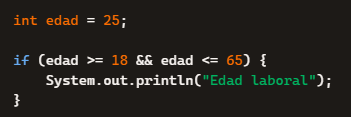 int edad = 25;
if (edad >= 18 && edad <= 65) {
    System.out.println("Edad laboral");
}